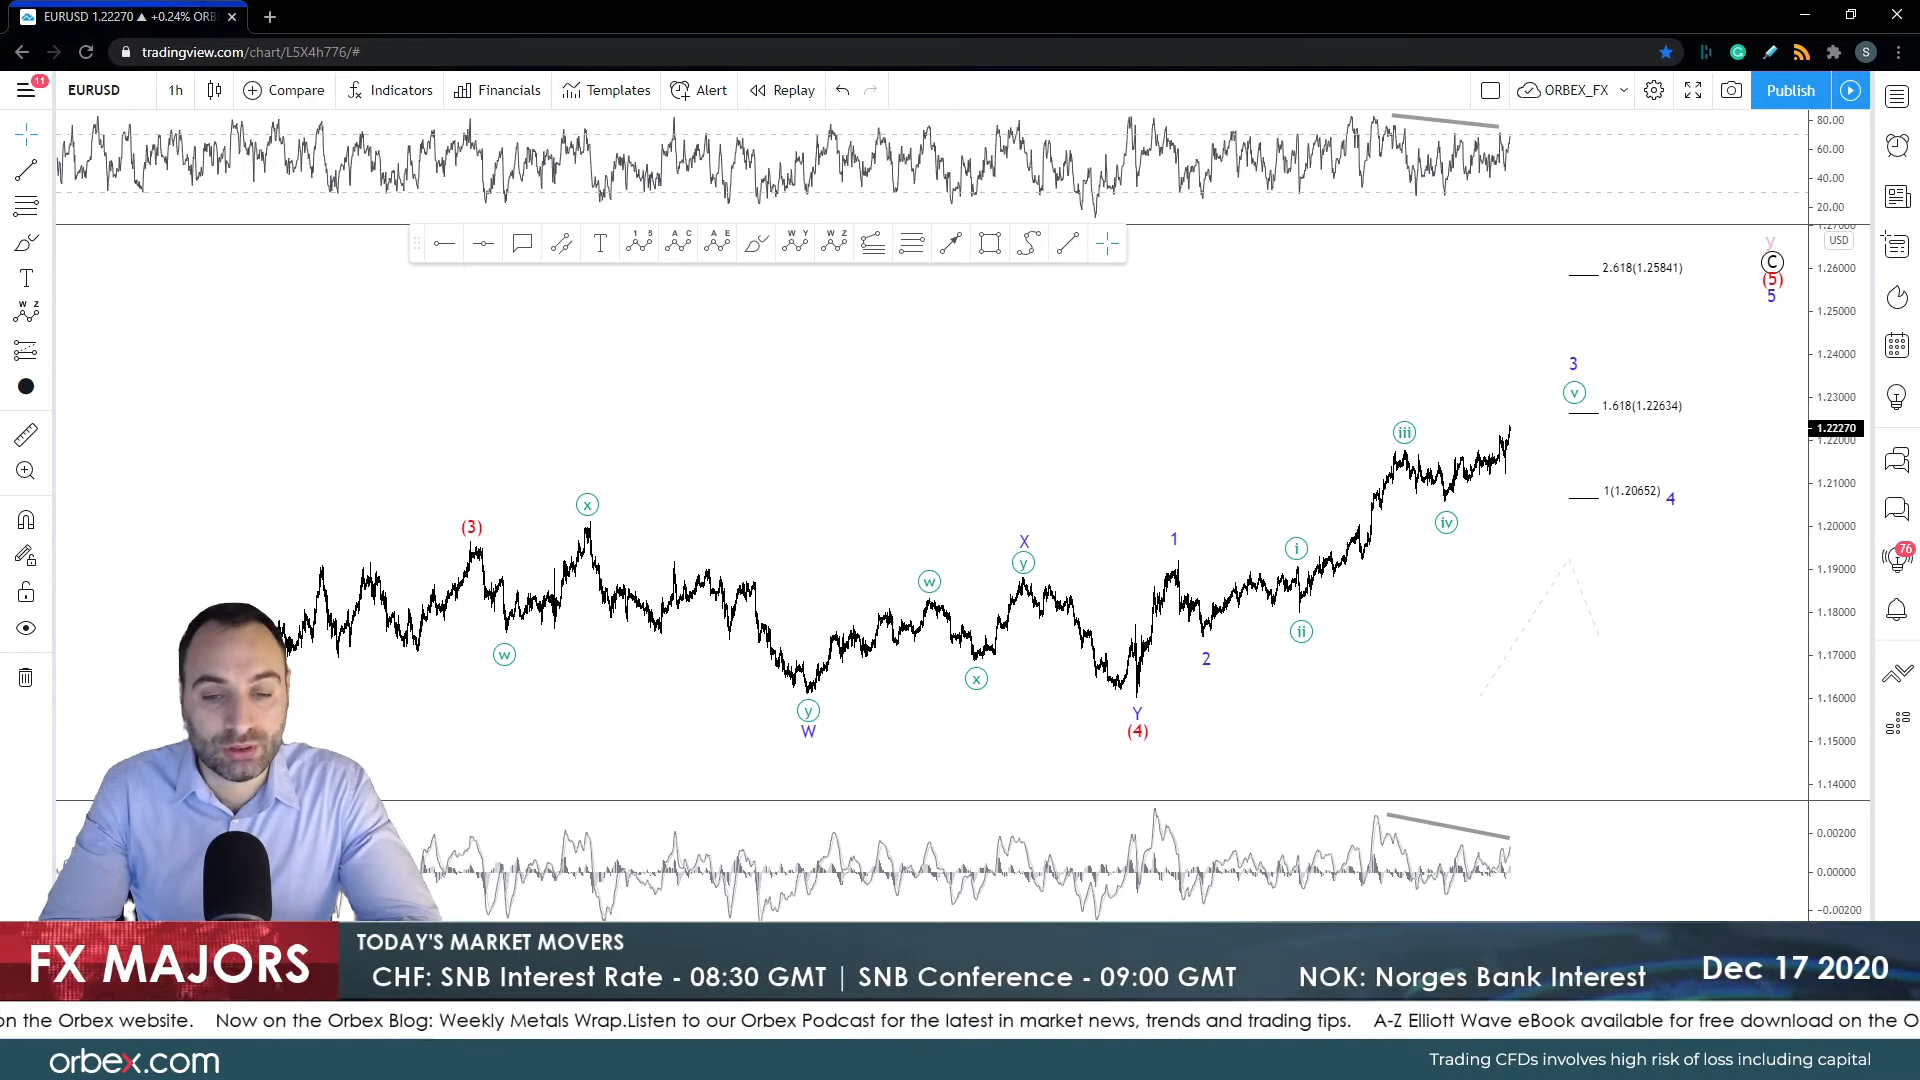 EURUSD 1.22270 ▲ +0.24% ORB
tradingview.com/chart/L5X4h776/#
S
11
EURUSD 1h Compare Indicators Financials Templates Alert Replay ORBEX_FX Publish
80.00
60.00
40.00
20.00
1 5 A C A E W Y W Z
1.27000
USD
1.26000
1.25000
1.24000
1.23000
1.22270
1.22000
1.21000
1.20000
1.19000
1.18000
1.17000
1.16000
1.15000
1.14000
W Z
y
C
(5)
5
2.618(1.25841)
3
v
1.618(1.22634)
iii
1(1.20652) 4
iv
x
(3)
X
y
1
i
w
w
x
ii
2
y
W
Y
(4)
76
0.00200
0.00000
−0.00200
FX MAJORS
TODAY'S MARKET MOVERS
CHF: SNB Interest Rate - 08:30 GMT | SNB Conference - 09:00 GMT NOK: Norges Bank Interest
Dec 17 2020
on the Orbex website. Now on the Orbex Blog: Weekly Metals Wrap.Listen to our Orbex Podcast for the latest in market news, trends and trading tips. A-Z Elliott Wave eBook available for free download on the O
orbex.com
Trading CFDs involves high risk of loss including capital